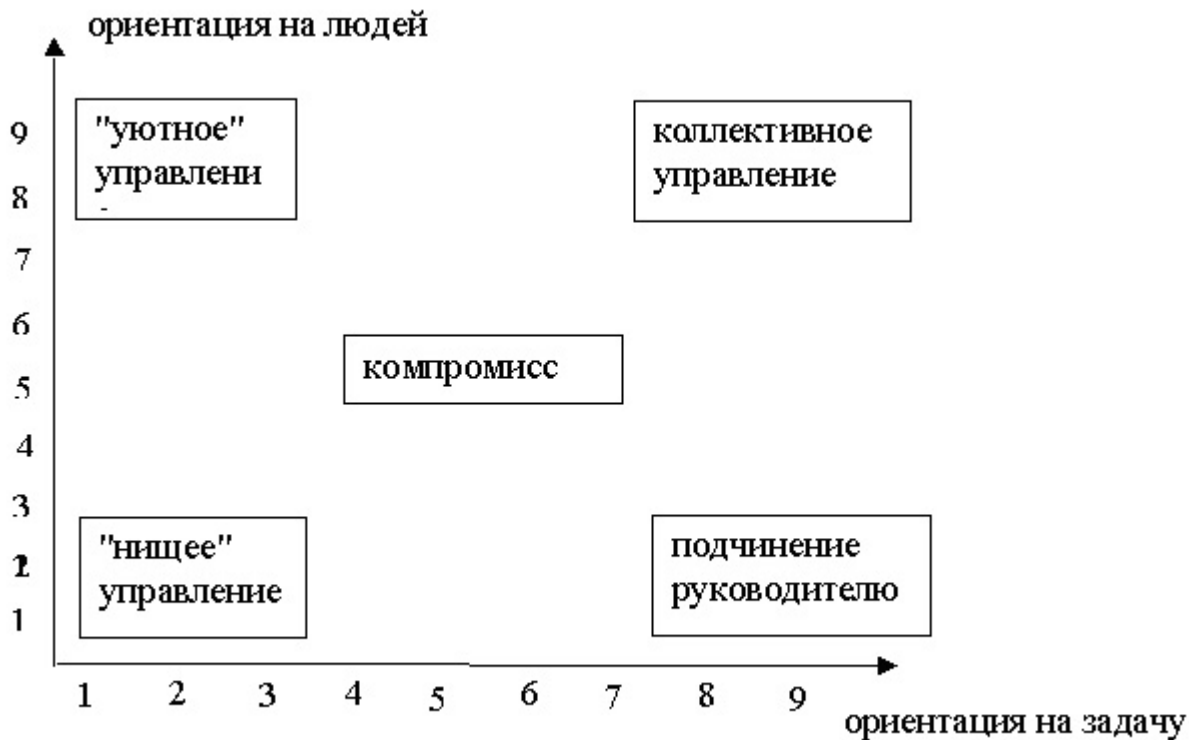 ориентация на людей
9
8
7
6
5
4
3
2
1
"уютное"
управлени
коллективное
управление
компромисс
"нищее"
управление
подчинение
руководителю
1 2 3 4 5 6 7 8 9
ориентация на задачу